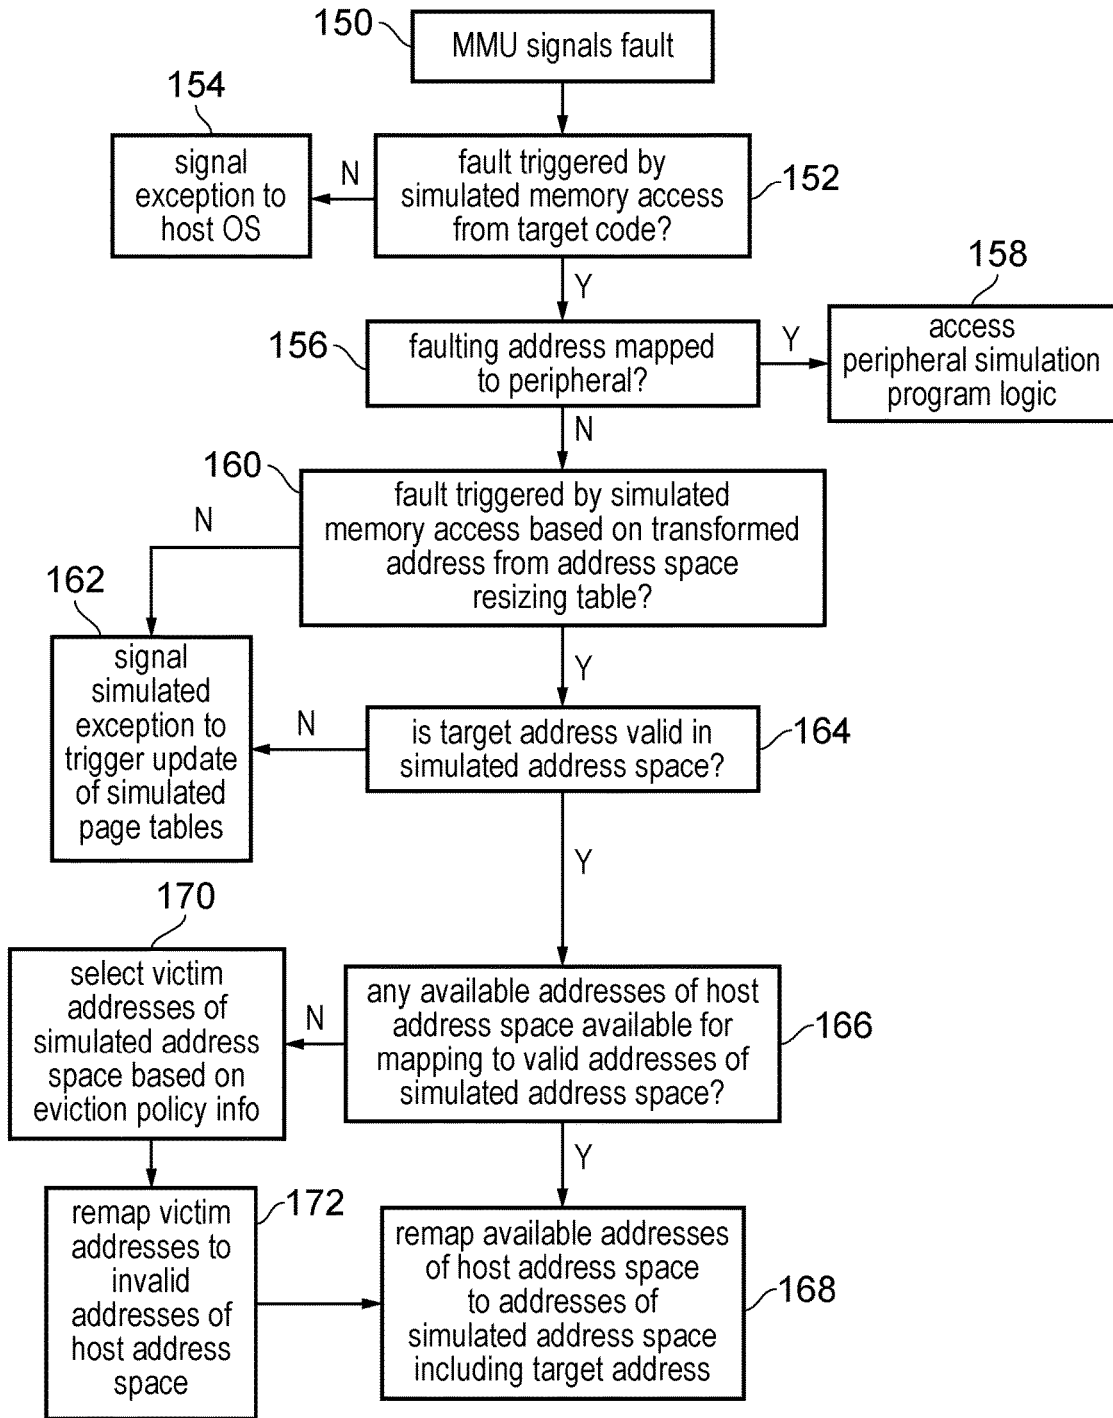 150
MMU signals fault
154
signal
exception to
host OS
N
fault triggered by
simulated memory access
from target code?
152
Y
158
156
faulting address mapped
to peripheral?
Y
access
peripheral simulation
program logic
N
160
fault triggered by simulated
memory access based on transformed
address from address space
resizing table?
N
162
signal
simulated
exception to
trigger update
of simulated
page tables
Y
N
is target address valid in
simulated address space?
164
Y
170
select victim
addresses of
simulated address
space based on
eviction policy info
N
any available addresses of host
address space available for
mapping to valid addresses of
simulated address space?
166
Y
remap victim
addresses to
invalid
addresses of
host address
space
172
remap available addresses
of host address space
to addresses of
simulated address space
including target address
168